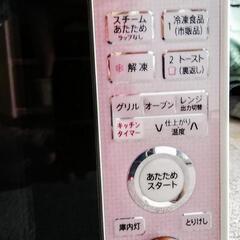 スチーム
あたため
ラップなし
1 冷凍食品
(市販品)
解凍
2 トースト
(裏返し)
グリル オーブン レンジ
出力切替
キッチン
タイマー
仕上がり
温度
あたため
スタート
庫内灯
とりけし